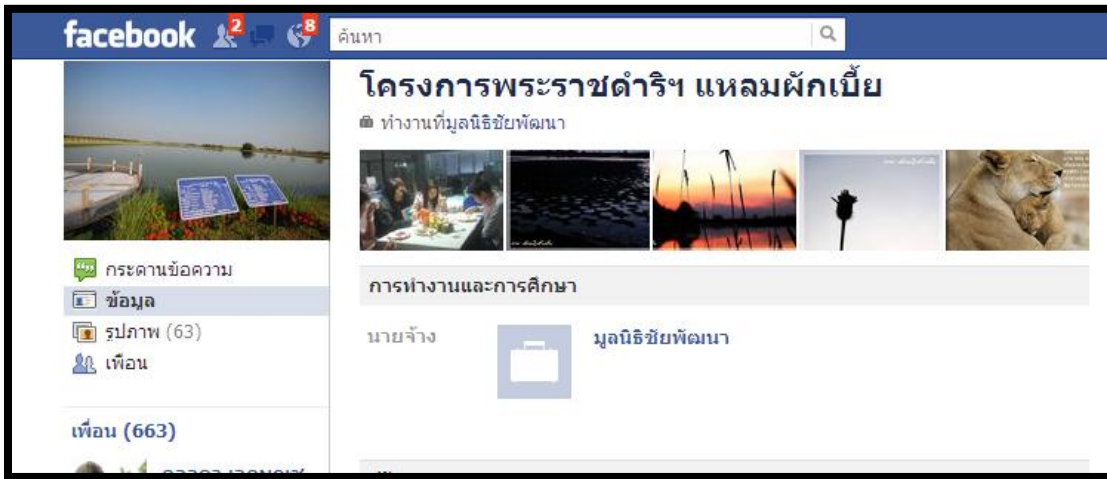 facebook 2 8 ค้นหา
โครงการพระราชดำริฯ แหลมผักเบี้ย
ทำงานที่มูลนิธิชัยพัฒนา
กระดานข้อความ
ข้อมูล
รูปภาพ (63)
เพื่อน
เพื่อน (663)
การทำงานและการศึกษา
นายจ้าง
มูลนิธิชัยพัฒนา